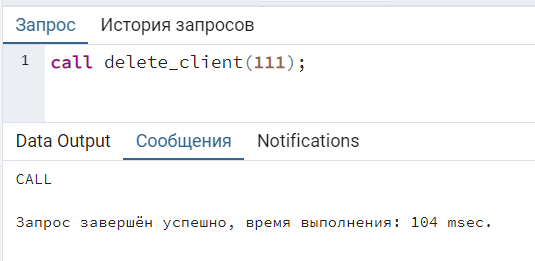 Запрос История запросов
1 call delete_client(111);
Data Output Сообщения Notifications
CALL
Запрос завершён успешно, время выполнения: 104 msec.